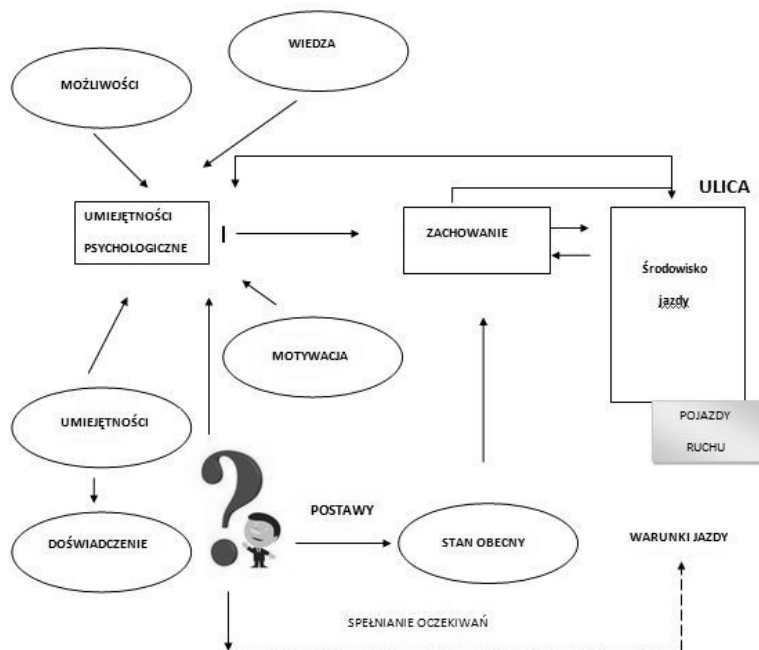 WIEDZA
MOŻLIWOŚCI
ULICA
UMIEJĘTNOŚCI
PSYCHOLOGICZNE
ZACHOWANIE
Środowisko
jazdy
MOTYWACJA
POJAZDY
RUCHU
UMIEJĘTNOŚCI
?
POSTAWY
DOŚWIADCZENIE
STAN OBECNY
WARUNKI JAZDY
SPEŁNIANIE OCZEKIWAŃ